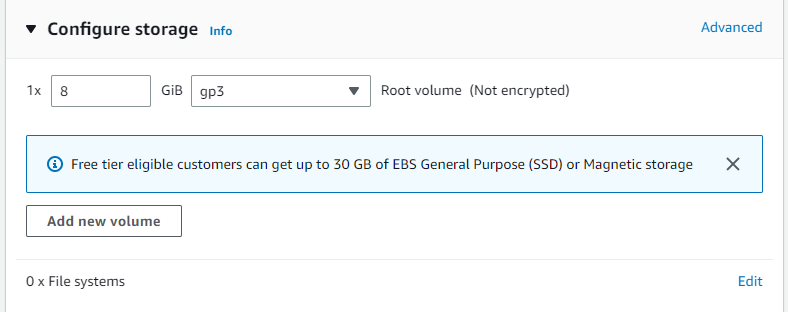 Configure storage Info Advanced
1x 8 GiB gp3 Root volume (Not encrypted)
Free tier eligible customers can get up to 30 GB of EBS General Purpose (SSD) or Magnetic storage
Add new volume
0 x File systems Edit